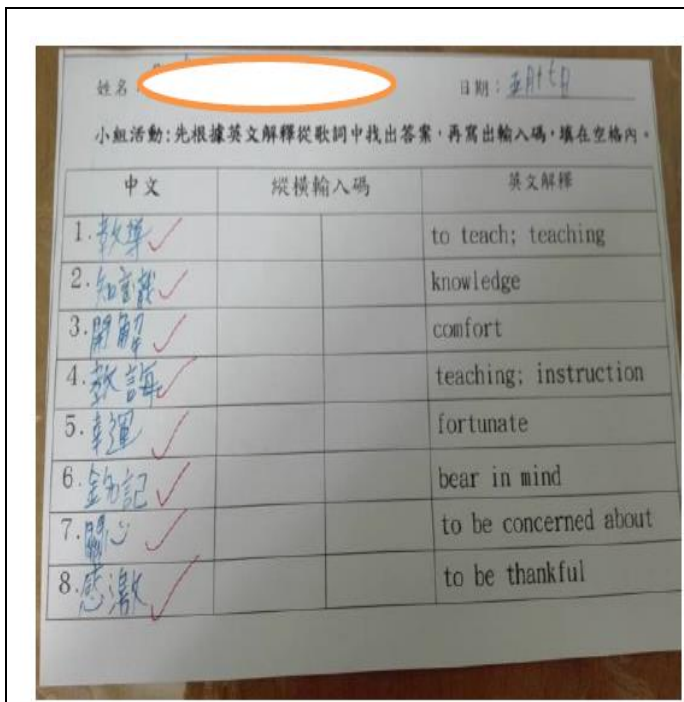 姓名: 日期: 五月十七日
小組活動:先根據英文解釋從歌詞中找出答案,再寫出輸入碼,填在空格內。
中文 縱橫輸入碼 英文解釋
1.教導 to teach; teaching
2.知識 knowledge
3.開解 comfort
4.教誨 teaching; instruction
5.幸運 fortunate
6.銘記 bear in mind
7.關心 to be concerned about
8.感激 to be thankful